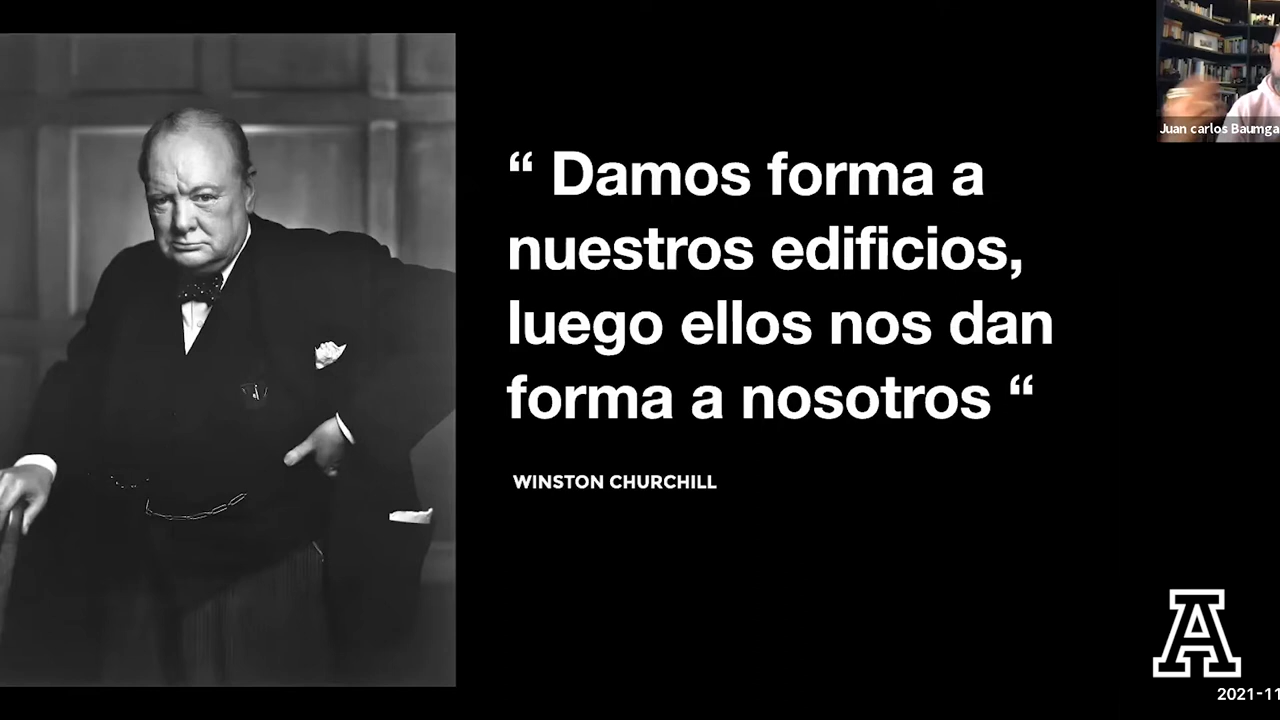 “ Damos forma a
nuestros edificios,
luego ellos nos dan
forma a nosotros “
WINSTON CHURCHILL
Juan carlos Baumga
A
2021-11